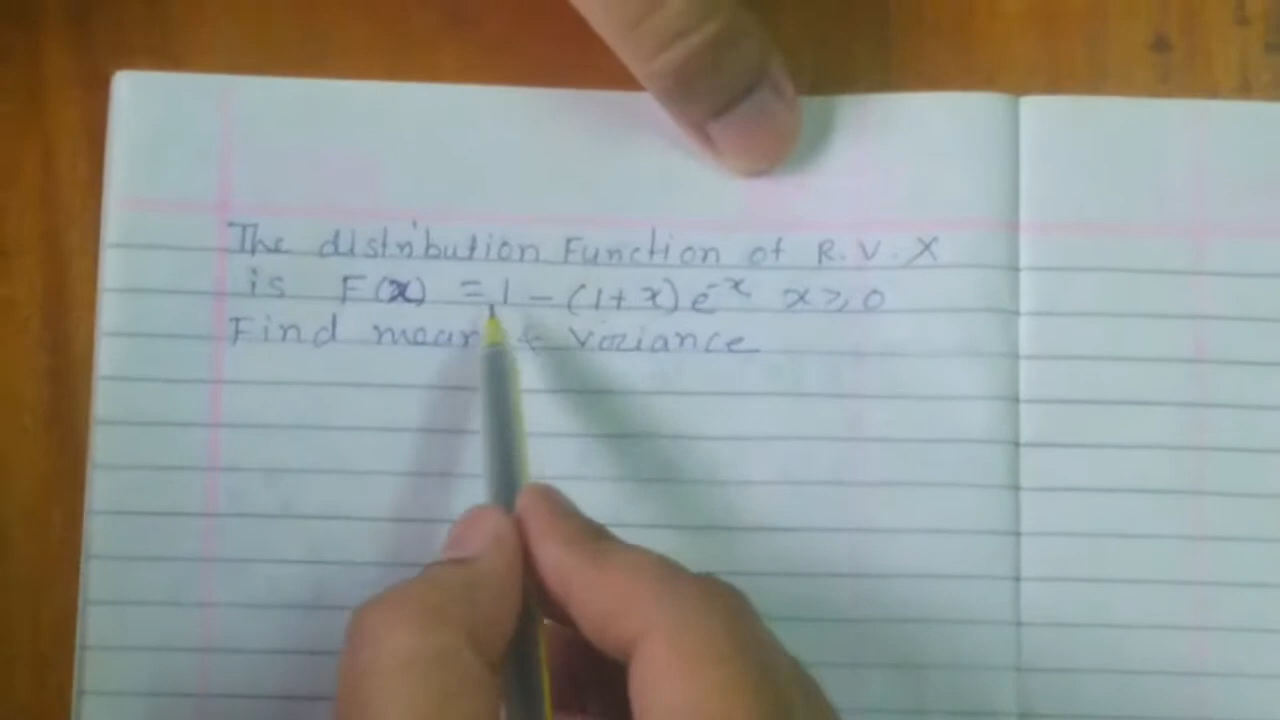 The distribution Function of R.V.X
is F(x) = 1 - (1+x) e^-x x ≥ 0
Find mean & Variance